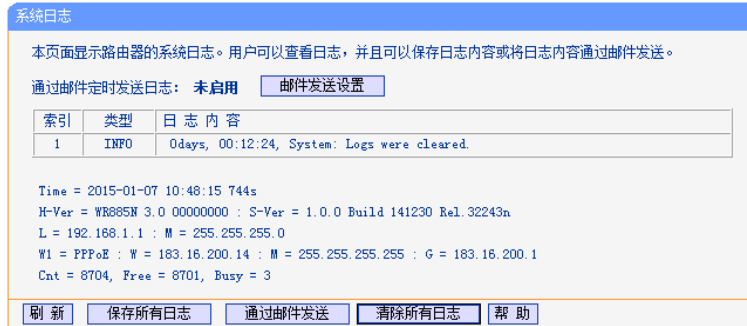 系统日志
本页面显示路由器的系统日志。用户可以查看日志，并且可以保存日志内容或将日志内容通过邮件发送。
通过邮件定时发送日志： 未启用 邮件发送设置
索引 类型 日 志 内 容
1 INFO 0days, 00:12:24, System: Logs were cleared.
Time = 2015-01-07 10:48:15 744s
H-Ver = WR885N 3.0 00000000 : S-Ver = 1.0.0 Build 141230 Rel.32243n
L = 192.168.1.1 : M = 255.255.255.0
W1 = PPPoE : W = 183.16.200.14 : M = 255.255.255.255 : G = 183.16.200.1
Cnt = 8704, Free = 8701, Busy = 3
刷 新 保存所有日志 通过邮件发送 清除所有日志 帮 助